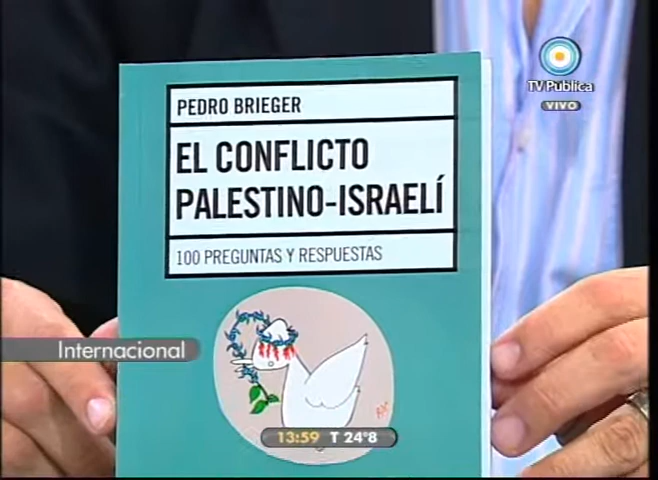 TV Pública
VIVO
PEDRO BRIEGER
EL CONFLICTO
PALESTINO-ISRAELÍ
100 PREGUNTAS Y RESPUESTAS
Internacional
13:59 T 24°8